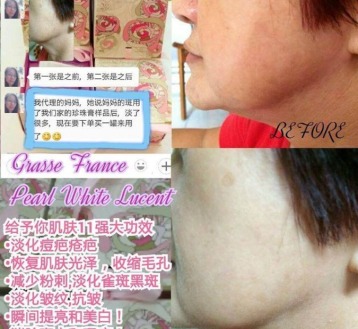 第一张是之前，第二张是之后
我代理的妈妈，她说妈妈的斑用
了我们家的珍珠膏样品后，淡了
很多，现在要下单买一罐来用
了
BEFORE
Grasse France
Pearl White Lucent
给予你肌肤11强大功效
·淡化痘疤疮疤
·恢复肌肤光泽，收缩毛孔
·减少粉刺,淡化雀斑黑斑
·淡化皱纹,抗皱
·瞬间提亮和美白！